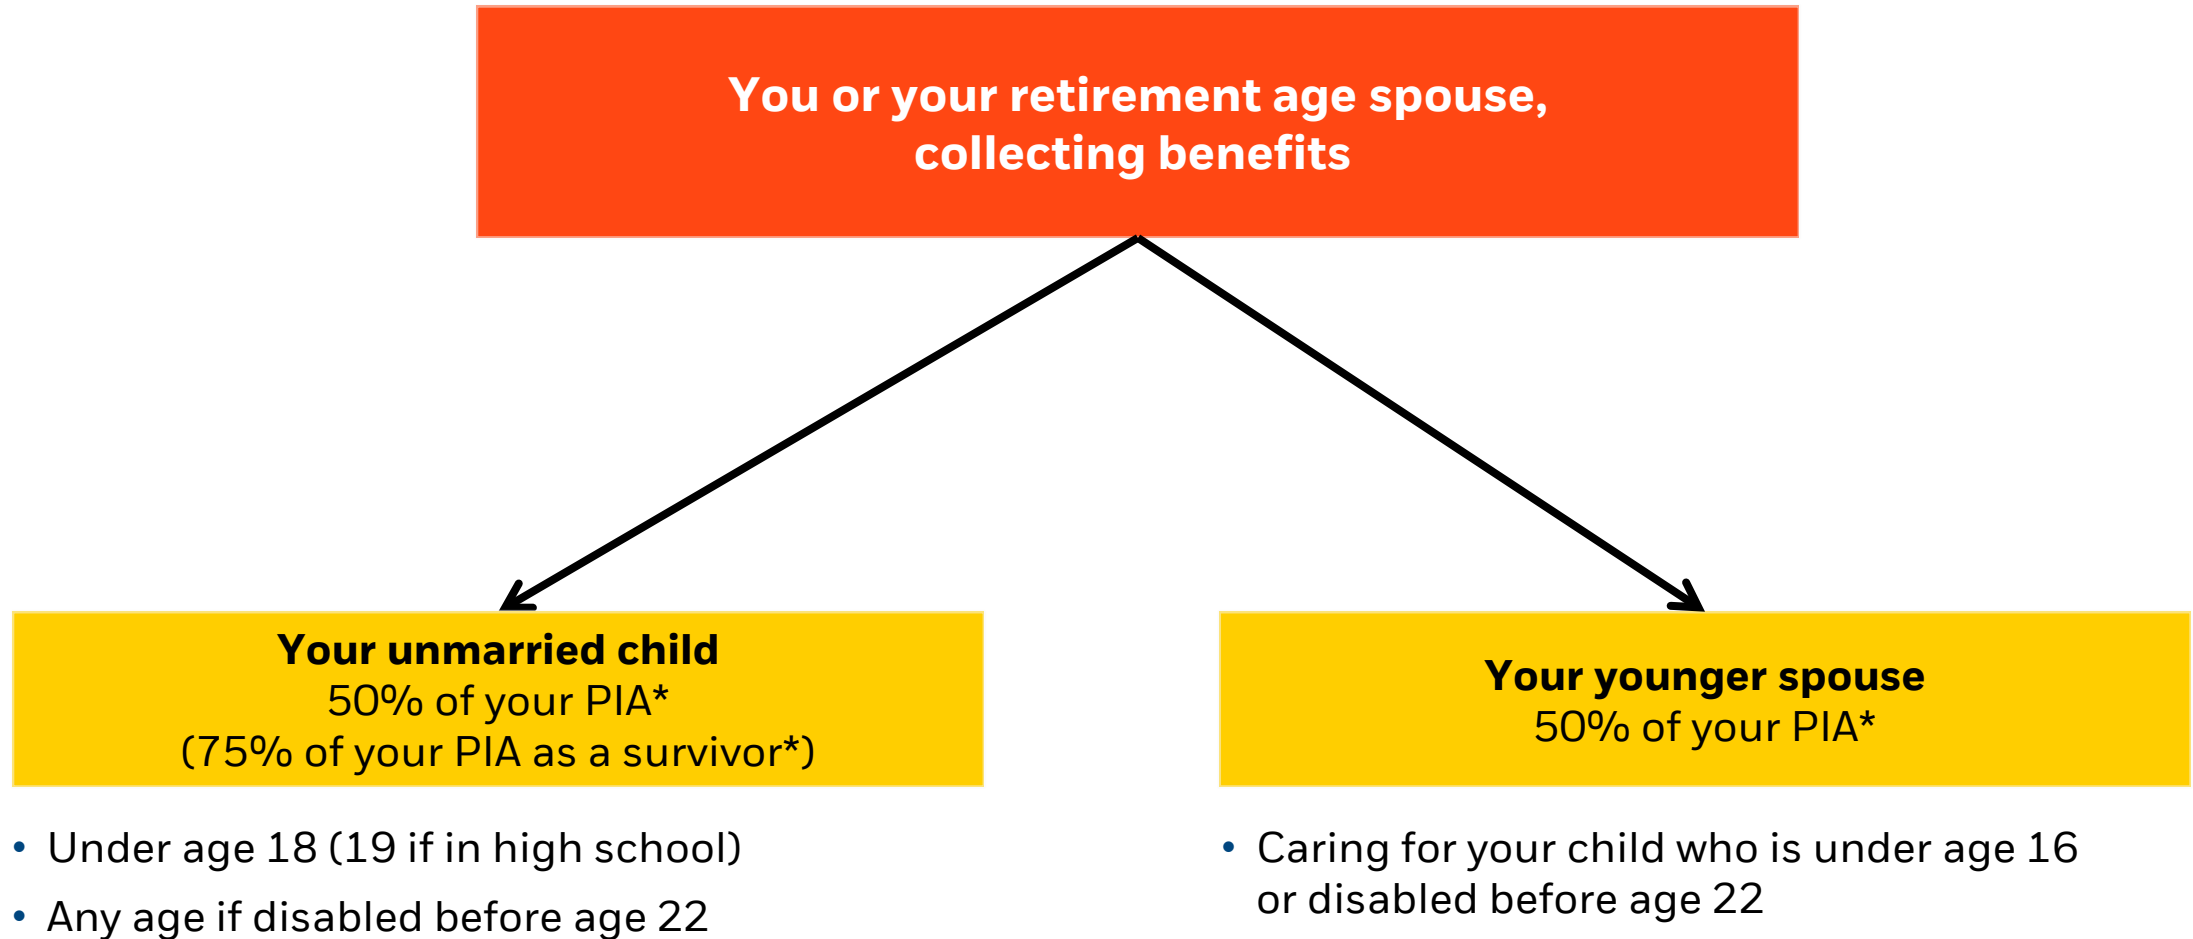 You or your retirement age spouse,
collecting benefits
Your unmarried child
50% of your PIA*
(75% of your PIA as a survivor*)
• Under age 18 (19 if in high school)
• Any age if disabled before age 22
Your younger spouse
50% of your PIA*
• Caring for your child who is under age 16
or disabled before age 22